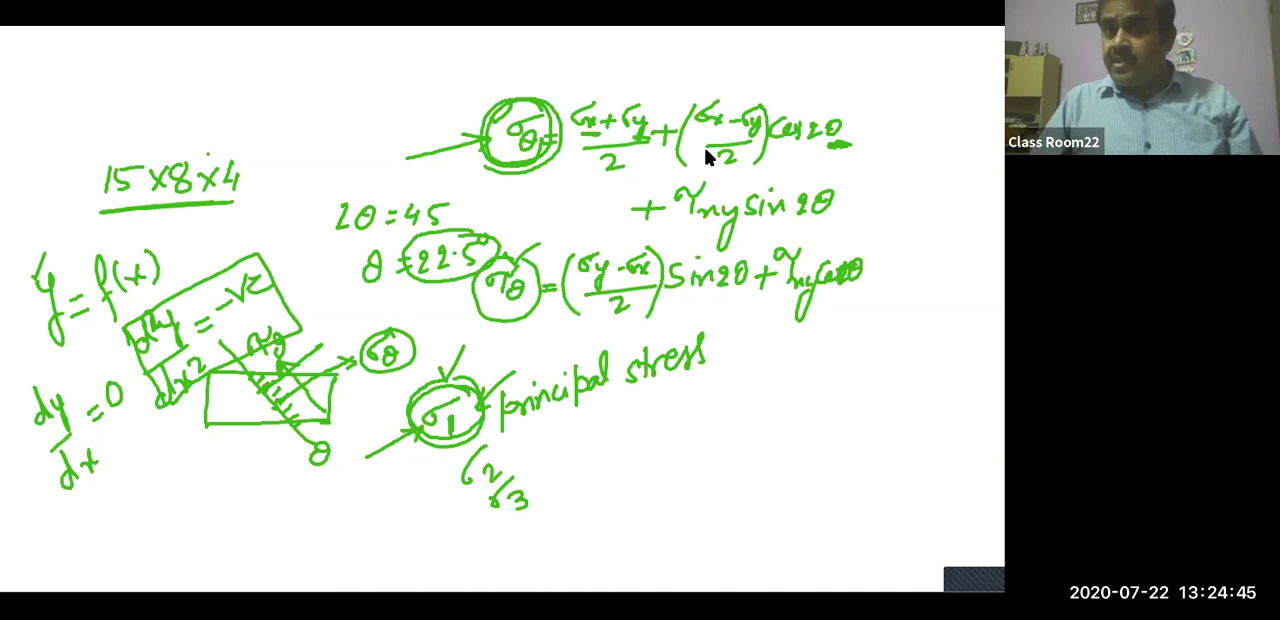 σθ = σx + σy / 2 + (σx - σy / 2) Cos 2θ
+ τxy sin 2θ
15 x 8 x 4
2θ = 45
θ = 22.5°
τθ = (σy - σx / 2) Sin 2θ + τxy cos 2θ
y = f(x)
d²y / dx² = -ve
dy / dx = 0
τθ
σθ
θ
σ1 principal stress
σ2 / σ3
Class Room22
2020-07-22 13:24:45